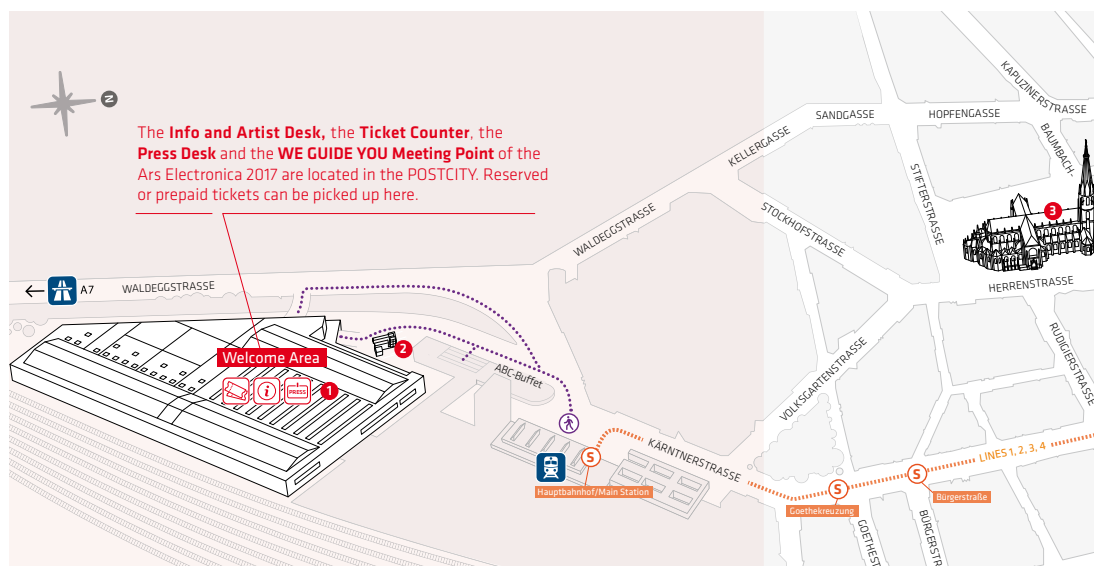 N
The Info and Artist Desk, the Ticket Counter, the
Press Desk and the WE GUIDE YOU Meeting Point of the
Ars Electronica 2017 are located in the POSTCITY. Reserved
or prepaid tickets can be picked up here.
KAPUZINERSTRASSE
SANDGASSE
HOPFENGASSE
BAUMBACH-
KELLERGASSE
STIFTERSTRASSE
3
STOCKHOFSTRASSE
WALDEGGSTRASSE
HERRENSTRASSE
A7
WALDEGGSTRASSE
RUDIGIERSTRASSE
2
Welcome Area
VOLKSGARTENSTRASSE
ABC-Buffet
i
PRESS
1
KÄRNTNERSTRASSE
LINES 1, 2, 3, 4
S
S
S
Hauptbahnhof/Main Station
Bürgerstraße
Goethekreuzung
GOETHEST
BÜRGERSTR